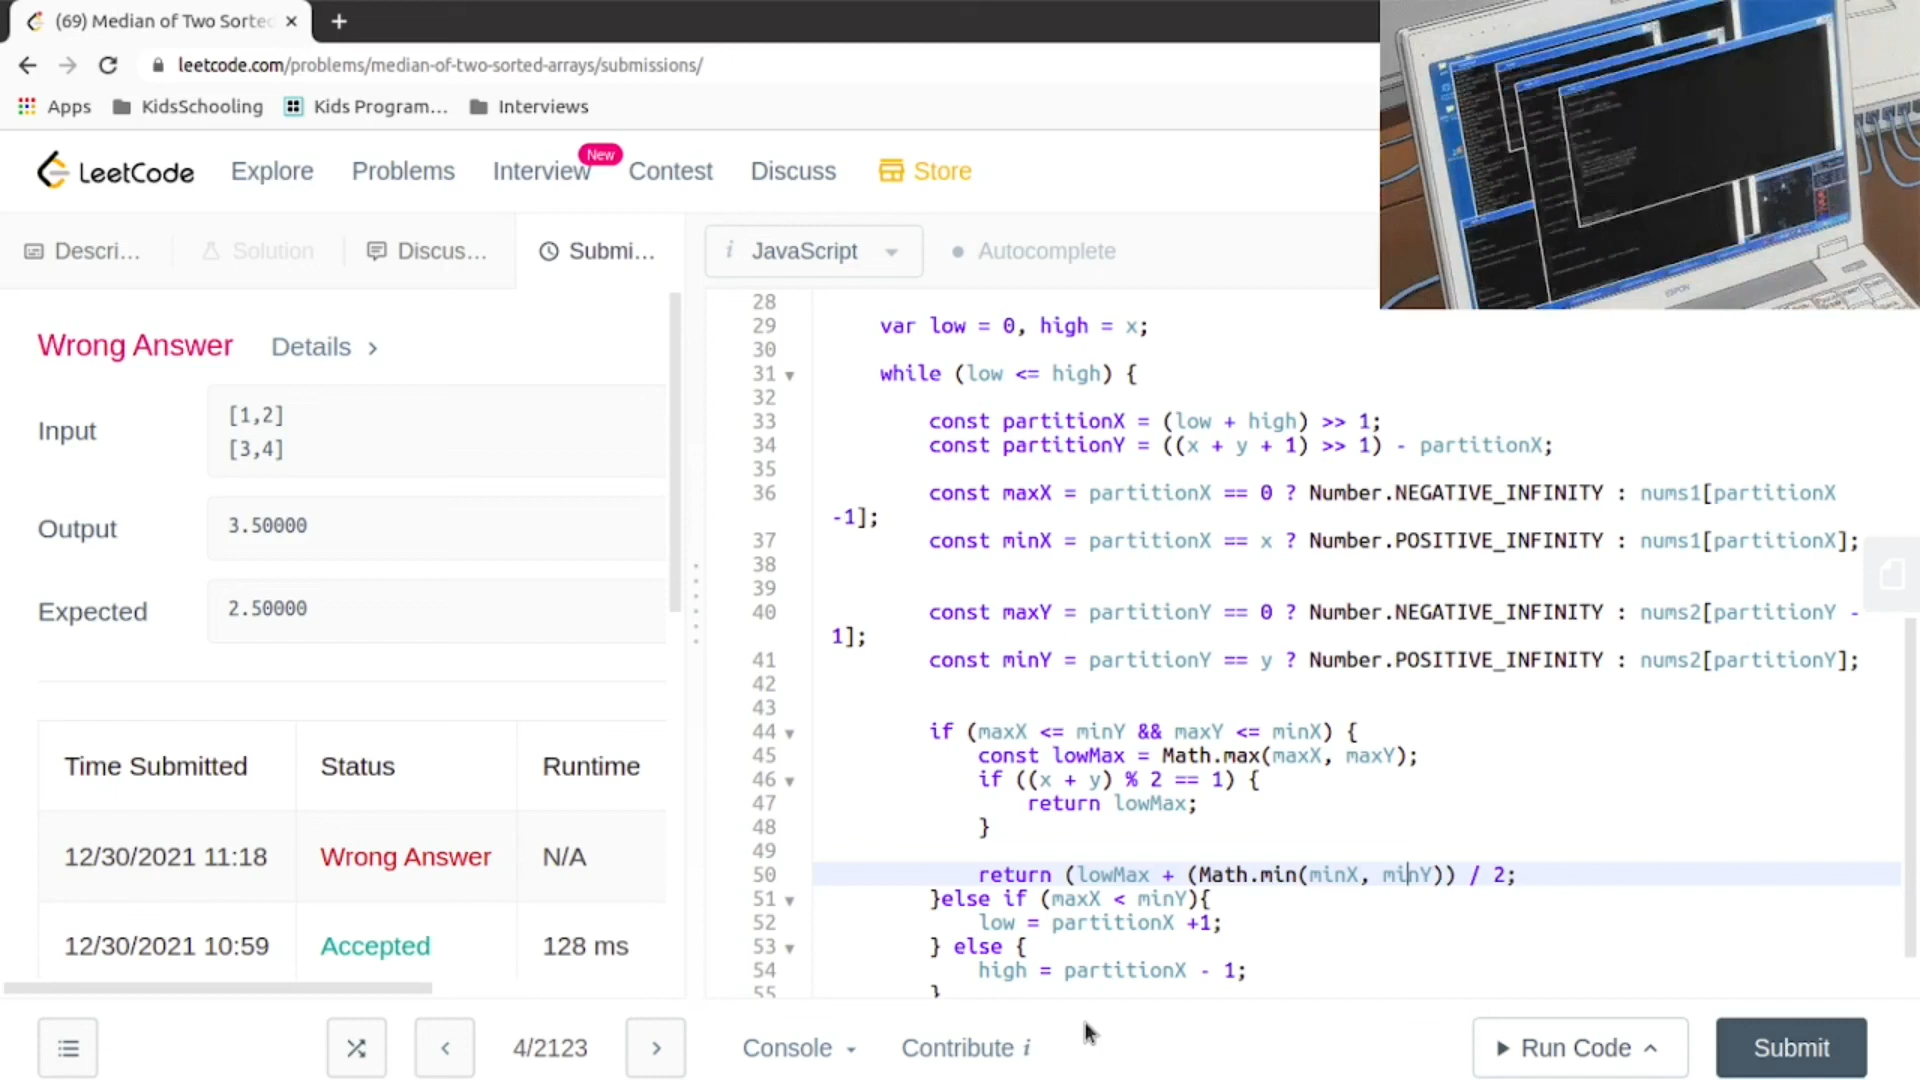 (69) Median of Two Sorted
leetcode.com/problems/median-of-two-sorted-arrays/submissions/
Apps KidsSchooling Kids Program... Interviews
LeetCode Explore Problems Interview New Contest Discuss Store
Descri... Solution Discus... Submi...
i JavaScript Autocomplete
Wrong Answer Details >
Input
[1,2]
[3,4]
Output 3.50000
Expected 2.50000
Time Submitted Status Runtime
12/30/2021 11:18 Wrong Answer N/A
12/30/2021 10:59 Accepted 128 ms
28
29 var low = 0, high = x;
30
31 while (low <= high) {
32
33 const partitionX = (low + high) >> 1;
34 const partitionY = ((x + y + 1) >> 1) - partitionX;
35
36 const maxX = partitionX == 0 ? Number.NEGATIVE_INFINITY : nums1[partitionX
-1];
37 const minX = partitionX == x ? Number.POSITIVE_INFINITY : nums1[partitionX];
38
39
40 const maxY = partitionY == 0 ? Number.NEGATIVE_INFINITY : nums2[partitionY -
1];
41 const minY = partitionY == y ? Number.POSITIVE_INFINITY : nums2[partitionY];
42
43
44 if (maxX <= minY && maxY <= minX) {
45 const lowMax = Math.max(maxX, maxY);
46 if ((x + y) % 2 == 1) {
47 return lowMax;
48 }
49
50 return (lowMax + (Math.min(minX, minY)) / 2;
51 }else if (maxX < minY){
52 low = partitionX +1;
53 } else {
54 high = partitionX - 1;
55 }
4/2123
Console Contribute i
Run Code Submit